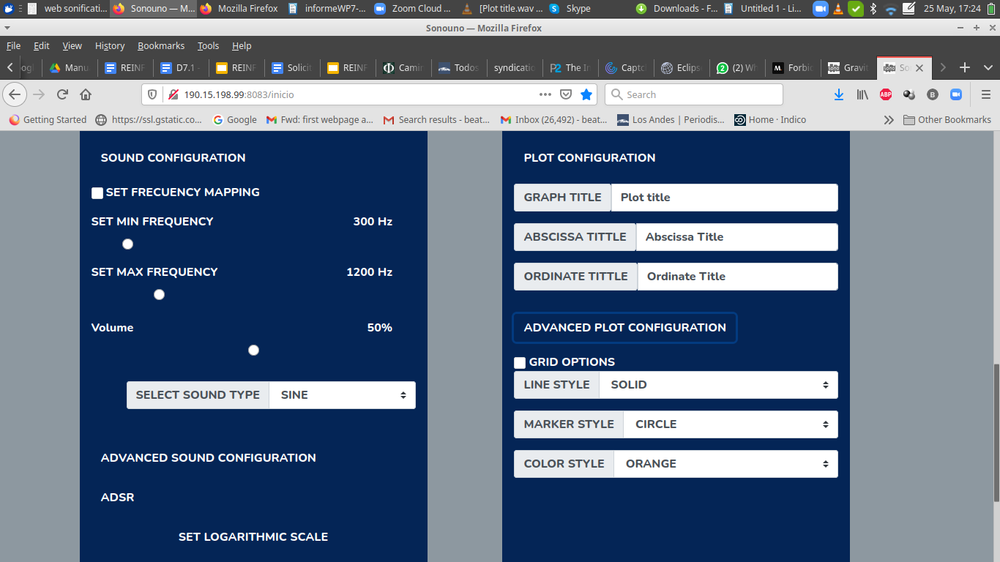 web sonificati... Sonouno — M... Mozilla Firefox informeWP7-... Zoom Cloud ... [Plot title.wav ... Skype Downloads - F... Untitled 1 - Li... 25 May, 17:24
Sonouno — Mozilla Firefox
File Edit View History Bookmarks Tools Help
Manu REINF D7.1 - REINF Solicit REINF Camin Todos syndicatio The In Captc Eclips (2) Wh Forbi Gravit So
190.15.198.99:8083/inicio Search
Getting Started https://ssl.gstatic.co... Google Fwd: first webpage a... Search results - beat... Inbox (26,492) - beat... Los Andes | Periodis... Home · Indico Other Bookmarks
SOUND CONFIGURATION
SET FRECUENCY MAPPING
SET MIN FREQUENCY 300 Hz
SET MAX FREQUENCY 1200 Hz
Volume 50%
SELECT SOUND TYPE SINE
ADVANCED SOUND CONFIGURATION
ADSR
SET LOGARITHMIC SCALE
PLOT CONFIGURATION
GRAPH TITLE Plot title
ABSCISSA TITTLE Abscissa Title
ORDINATE TITTLE Ordinate Title
ADVANCED PLOT CONFIGURATION
GRID OPTIONS
LINE STYLE SOLID
MARKER STYLE CIRCLE
COLOR STYLE ORANGE